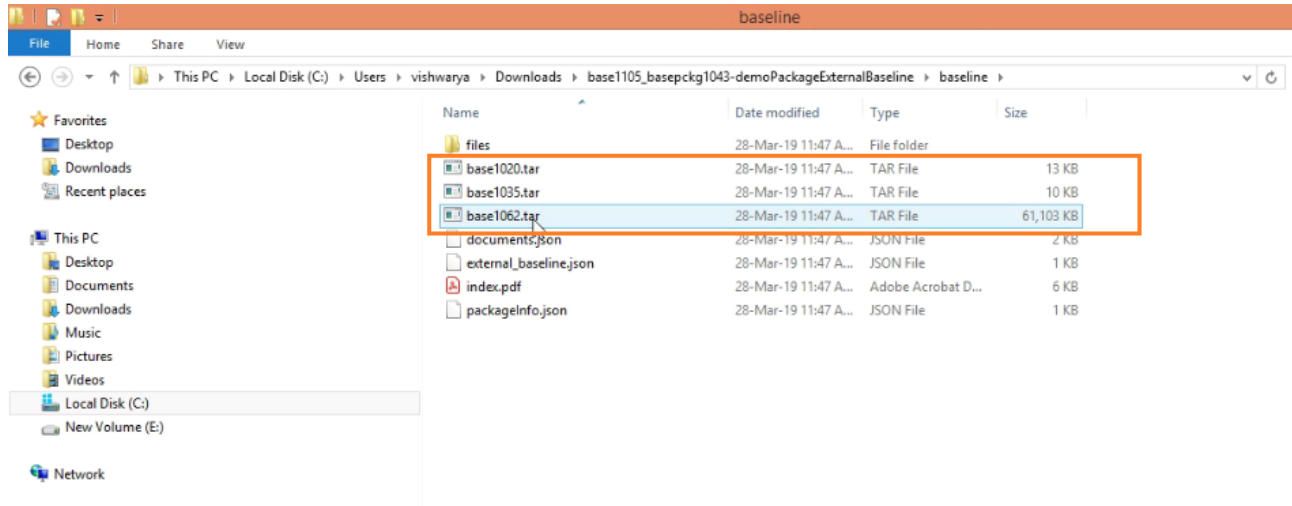 baseline
File Home Share View
This PC Local Disk (C:) Users vishwarya Downloads base1105_basepckg1043-demoPackageExternalBaseline baseline
Name Date modified Type Size
Favorites
Desktop
Downloads
Recent places
This PC
Desktop
Documents
Downloads
Music
Pictures
Videos
Local Disk (C:)
New Volume (E:)
Network
files 28-Mar-19 11:47 A... File folder
base1020.tar 28-Mar-19 11:47 A... TAR File 13 KB
base1035.tar 28-Mar-19 11:47 A... TAR File 10 KB
base1062.tar 28-Mar-19 11:47 A... TAR File 61,103 KB
documents.json 28-Mar-19 11:47 A... JSON File 2 KB
external_baseline.json 28-Mar-19 11:47 A... JSON File 1 KB
index.pdf 28-Mar-19 11:47 A... Adobe Acrobat D... 6 KB
packageInfo.json 28-Mar-19 11:47 A... JSON File 1 KB